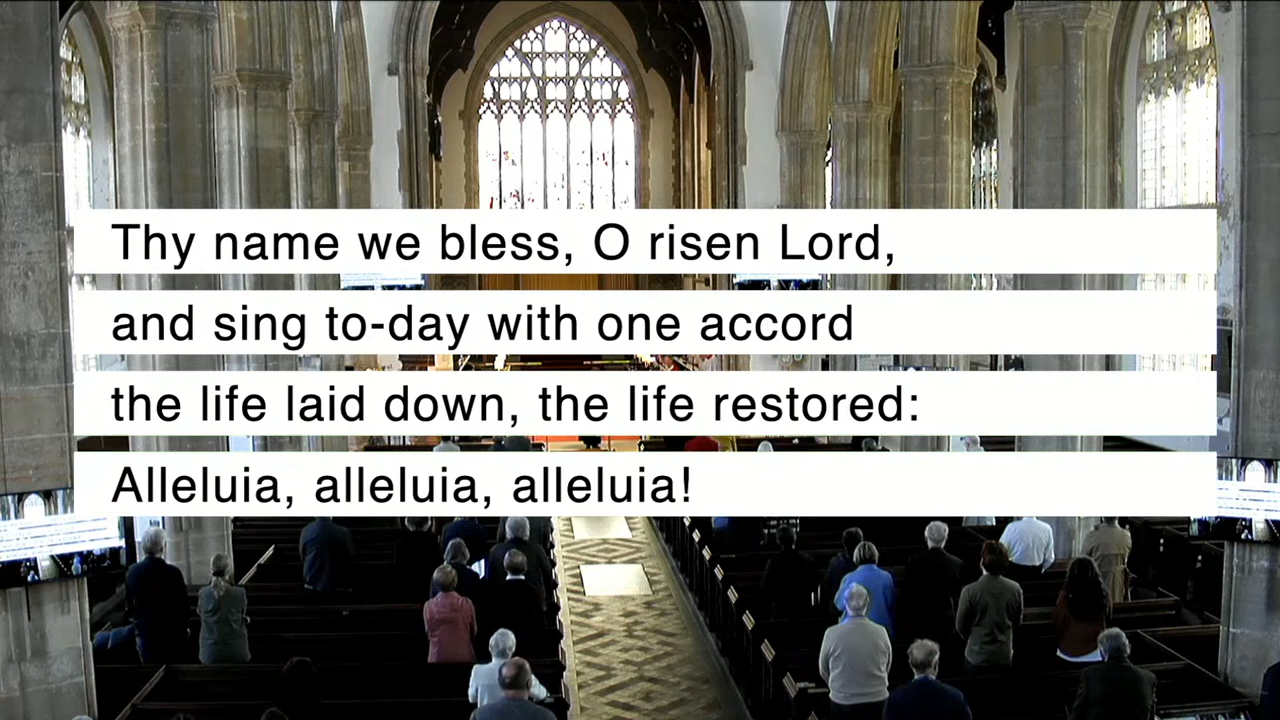 Thy name we bless, O risen Lord,
and sing to-day with one accord
the life laid down, the life restored:
Alleluia, alleluia, alleluia!